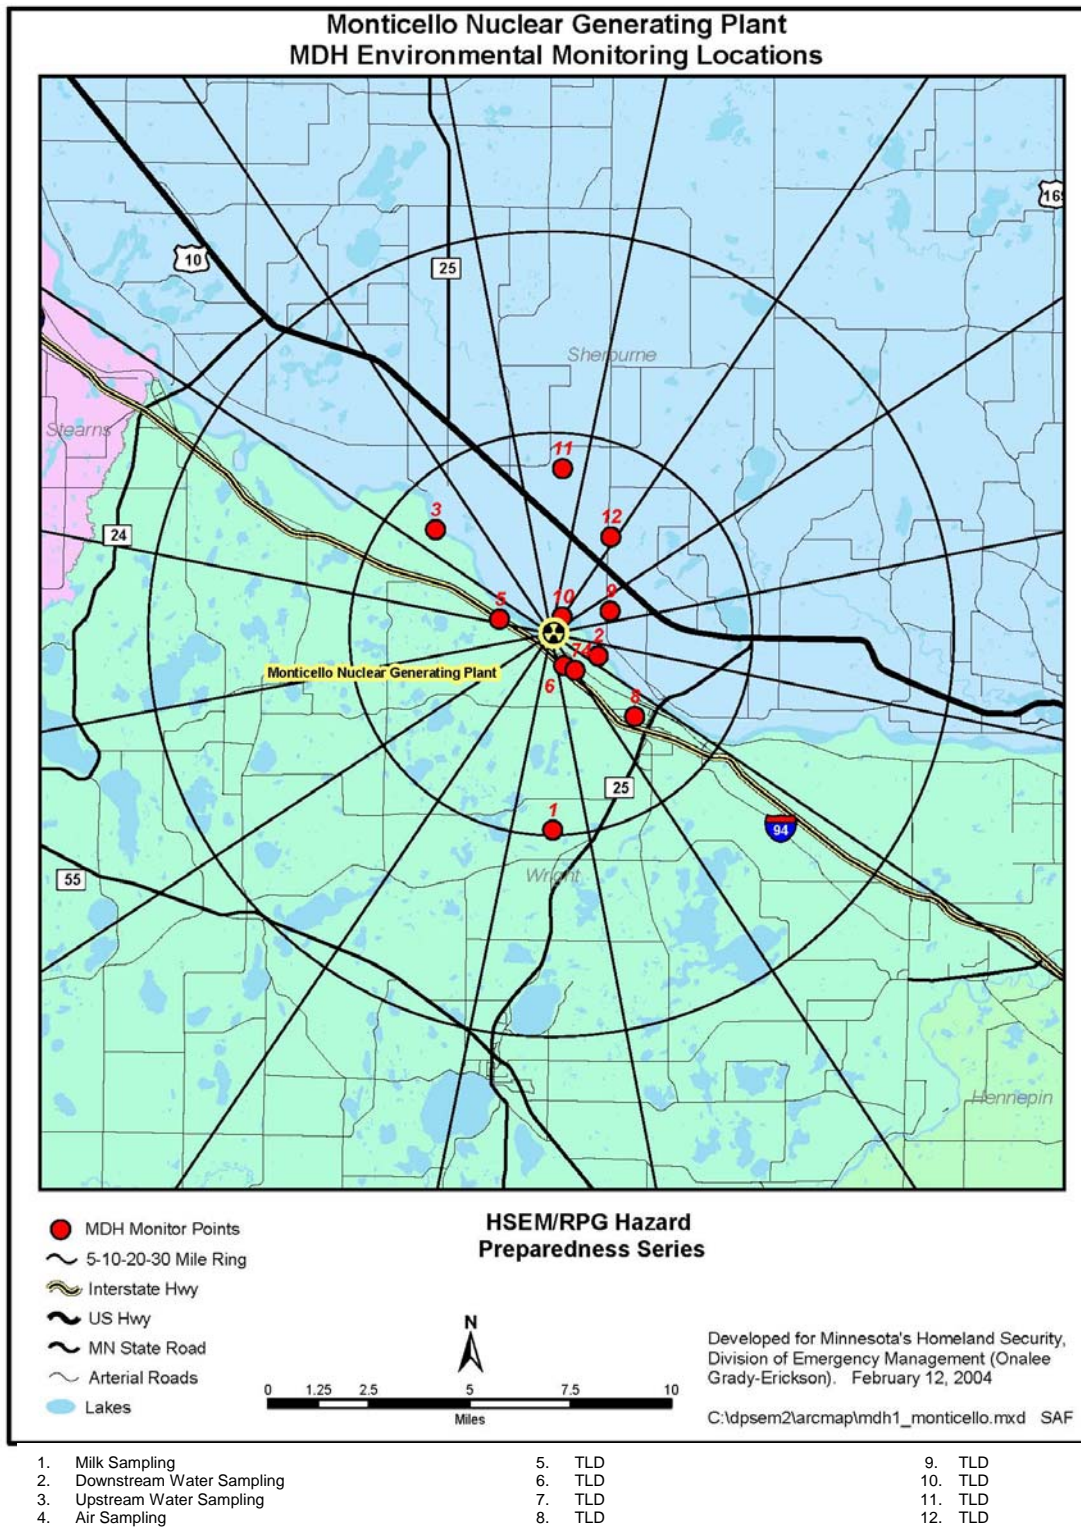 Monticello Nuclear Generating Plant
MDH Environmental Monitoring Locations
10
25
Sherburne
Stearns
11
3
12
24
10
9
5
2
74
Monticello Nuclear Generating Plant
6
8
25
1
94
55
Wright
Hennepin
MDH Monitor Points
5-10-20-30 Mile Ring
Interstate Hwy
US Hwy
MN State Road
Arterial Roads
Lakes
HSEM/RPG Hazard
Preparedness Series
N
0 1.25 2.5 5 7.5 10
Miles
Developed for Minnesota's Homeland Security,
Division of Emergency Management (Onalee
Grady-Erickson). February 12, 2004
C:\dpsem2\arcmap\mdh1_monticello.mxd SAF
1. Milk Sampling
2. Downstream Water Sampling
3. Upstream Water Sampling
4. Air Sampling
5. TLD
6. TLD
7. TLD
8. TLD
9. TLD
10. TLD
11. TLD
12. TLD